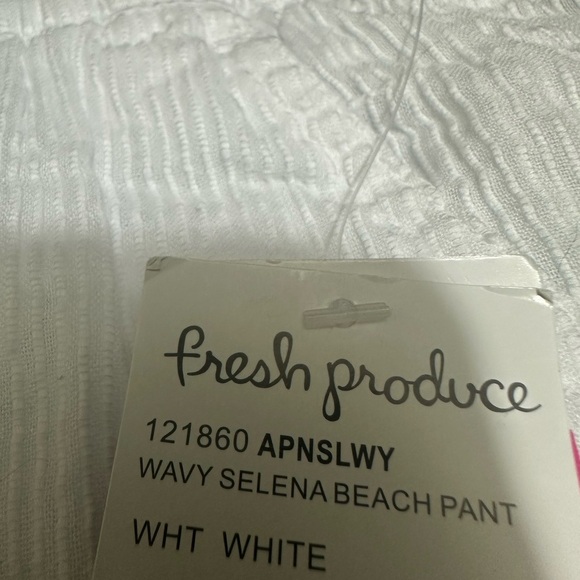 fresh produce
121860 APNSLWY
WAVY SELENA BEACH PANT
WHT WHITE